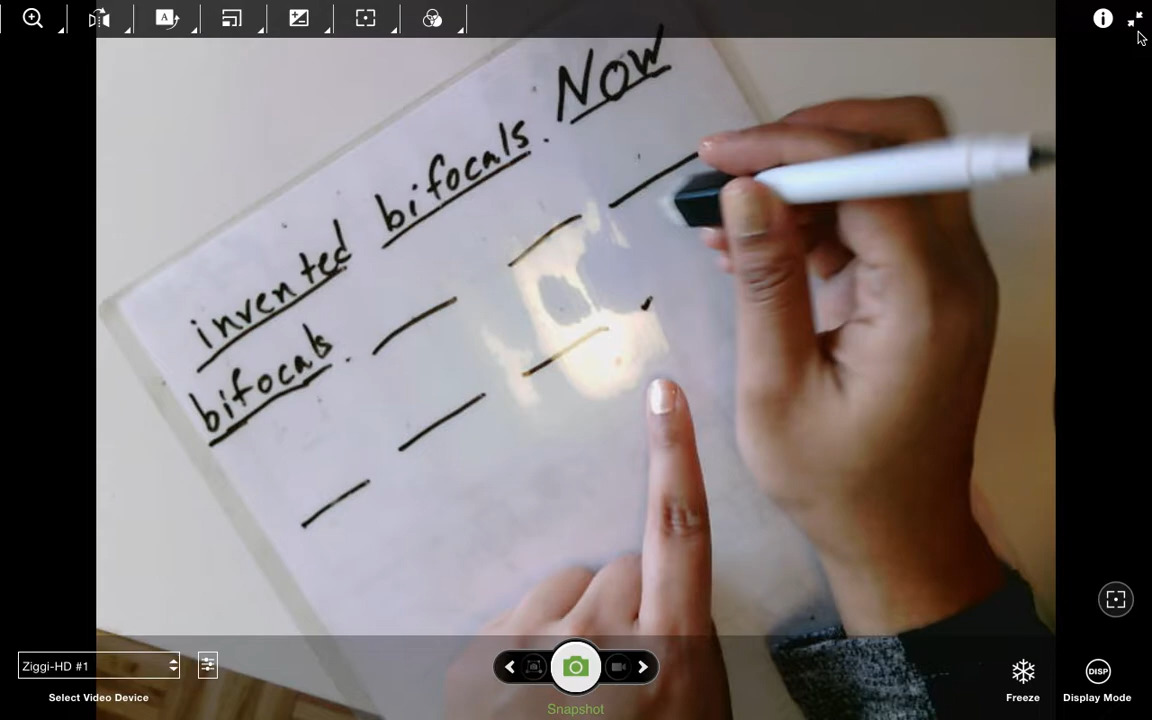 invented bifocals. Now
bifocals.
Ziggi-HD #1
Select Video Device
Snapshot
Freeze
DISP
Display Mode